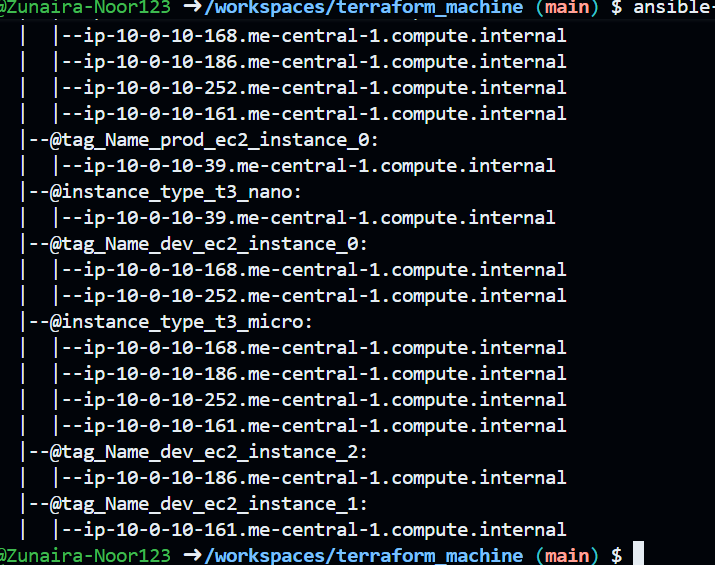 @Zunaira-Noor123 ➜/workspaces/terraform_machine (main) $ ansible-
| |--ip-10-0-10-168.me-central-1.compute.internal
| |--ip-10-0-10-186.me-central-1.compute.internal
| |--ip-10-0-10-252.me-central-1.compute.internal
| |--ip-10-0-10-161.me-central-1.compute.internal
|--@tag_Name_prod_ec2_instance_0:
| |--ip-10-0-10-39.me-central-1.compute.internal
|--@instance_type_t3_nano:
| |--ip-10-0-10-39.me-central-1.compute.internal
|--@tag_Name_dev_ec2_instance_0:
| |--ip-10-0-10-168.me-central-1.compute.internal
| |--ip-10-0-10-252.me-central-1.compute.internal
|--@instance_type_t3_micro:
| |--ip-10-0-10-168.me-central-1.compute.internal
| |--ip-10-0-10-186.me-central-1.compute.internal
| |--ip-10-0-10-252.me-central-1.compute.internal
| |--ip-10-0-10-161.me-central-1.compute.internal
|--@tag_Name_dev_ec2_instance_2:
| |--ip-10-0-10-186.me-central-1.compute.internal
|--@tag_Name_dev_ec2_instance_1:
| |--ip-10-0-10-161.me-central-1.compute.internal
@Zunaira-Noor123 ➜/workspaces/terraform_machine (main) $